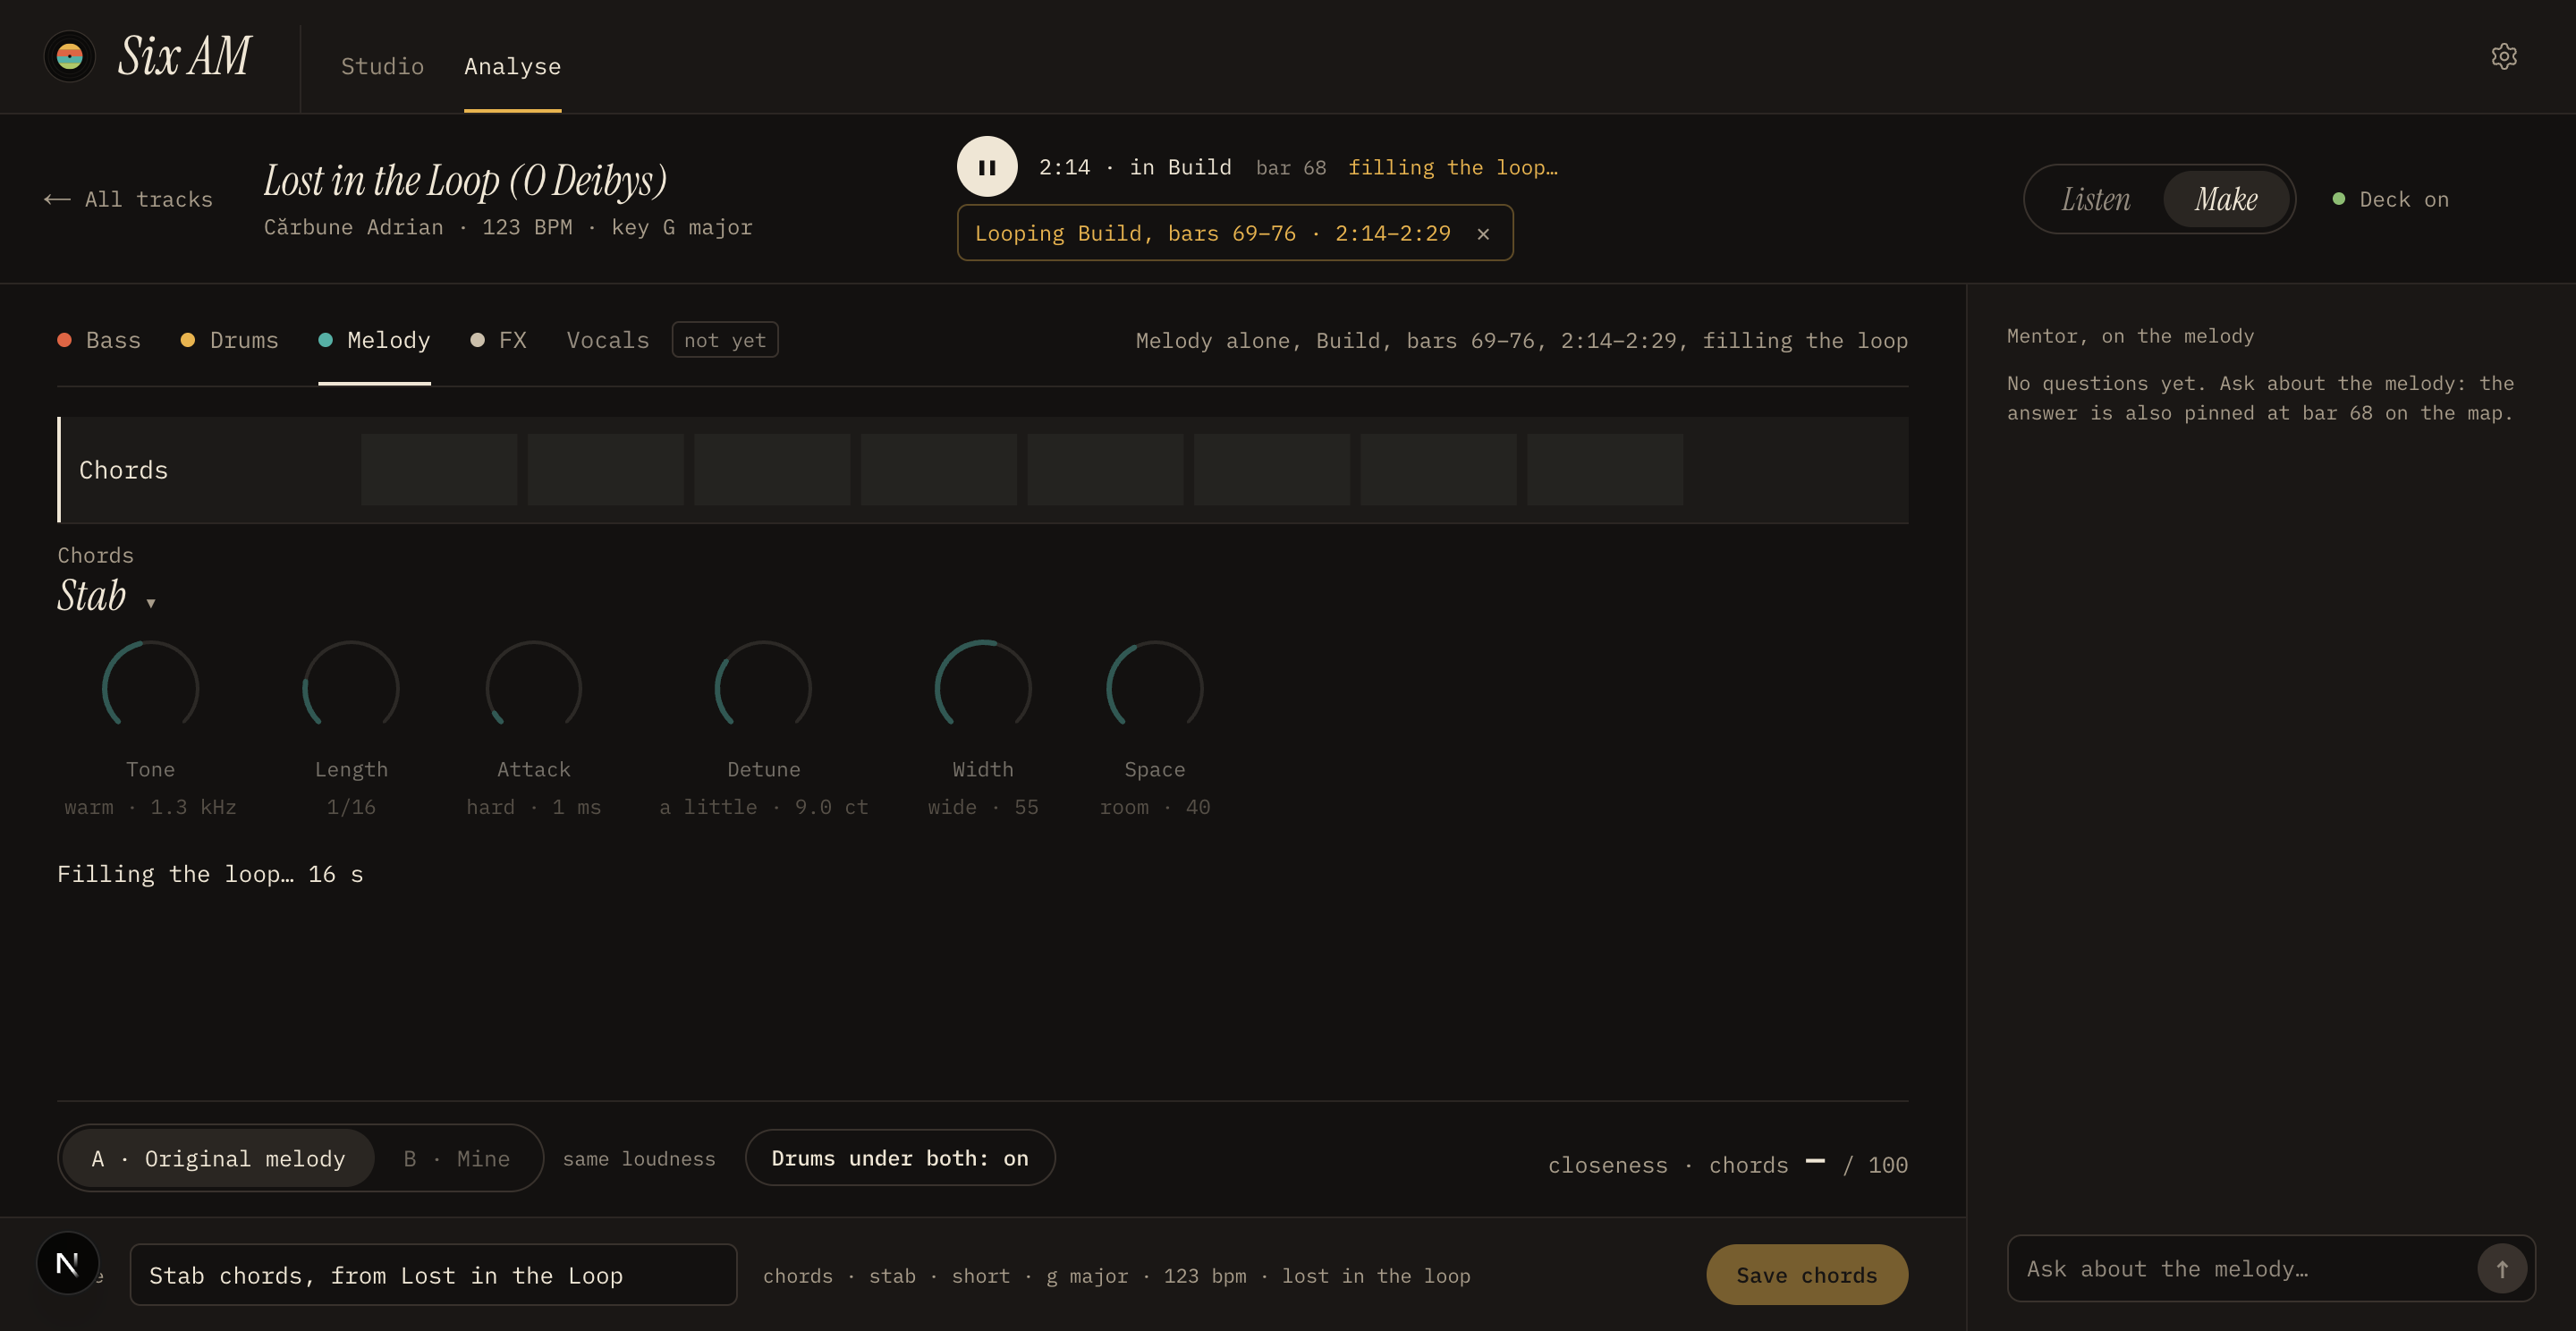 Six AM
Studio
Analyse
← All tracks
Lost in the Loop (O Deibys)
Cărbune Adrian · 123 BPM · key G major
2:14 · in Build bar 68 filling the loop…
Looping Build, bars 69–76 · 2:14–2:29 ×
Listen
Make
Deck on
Bass
Drums
Melody
FX
Vocals
not yet
Melody alone, Build, bars 69–76, 2:14–2:29, filling the loop
Chords
Chords
Stab ▾
Tone
Length
Attack
Detune
Width
Space
warm · 1.3 kHz
1/16
hard · 1 ms
a little · 9.0 ct
wide · 55
room · 40
Filling the loop… 16 s
A · Original melody
B · Mine
same loudness
Drums under both: on
closeness · chords – / 100
N
Stab chords, from Lost in the Loop
chords · stab · short · g major · 123 bpm · lost in the loop
Save chords
Mentor, on the melody
No questions yet. Ask about the melody: the
answer is also pinned at bar 68 on the map.
Ask about the melody…
↑